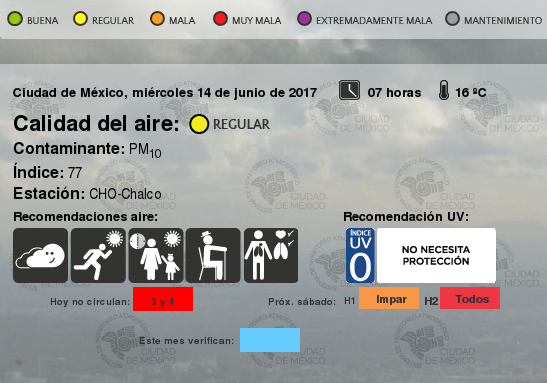 BUENA REGULAR MALA MUY MALA EXTREMADAMENTE MALA MANTENIMIENTO
Ciudad de México, miércoles 14 de junio de 2017 07 horas 16 ºC
Calidad del aire: REGULAR
Contaminante: PM10
Índice: 77
Estación: CHO-Chalco
Recomendaciones aire: Recomendación UV:
ÍNDICE
UV
0
NO NECESITA
PROTECCIÓN
Hoy no circulan: 3 y 4 Próx. sábado: H1 Impar H2 Todos
Este mes verifican:
MONITOREO ATMOSFÉRICO
CIUDAD
DE MÉXICO